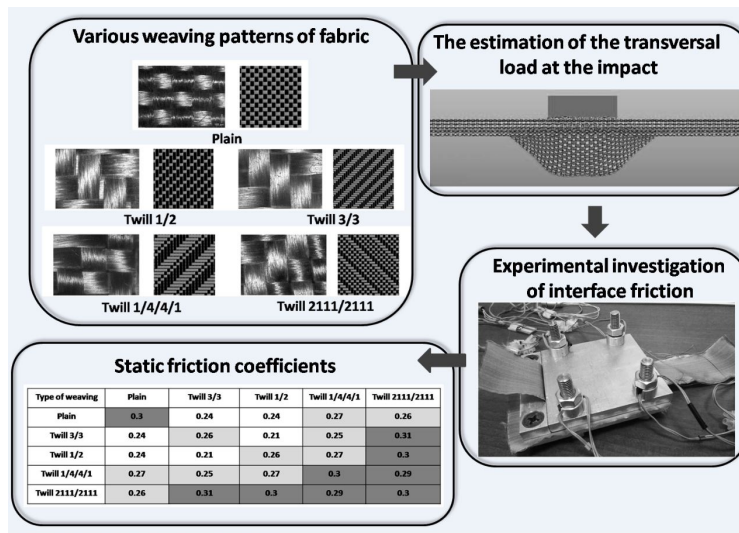 Various weaving patterns of fabric
Plain
Twill 1/2
Twill 3/3
Twill 1/4/4/1
Twill 2111/2111
The estimation of the transversal
load at the impact
Experimental investigation
of interface friction
Static friction coefficients
Type of weaving Plain Twill 3/3 Twill 1/2 Twill 1/4/4/1 Twill 2111/2111
Plain 0.3 0.24 0.24 0.27 0.26
Twill 3/3 0.24 0.26 0.21 0.25 0.31
Twill 1/2 0.24 0.21 0.26 0.27 0.3
Twill 1/4/4/1 0.27 0.25 0.27 0.3 0.29
Twill 2111/2111 0.26 0.31 0.3 0.29 0.3